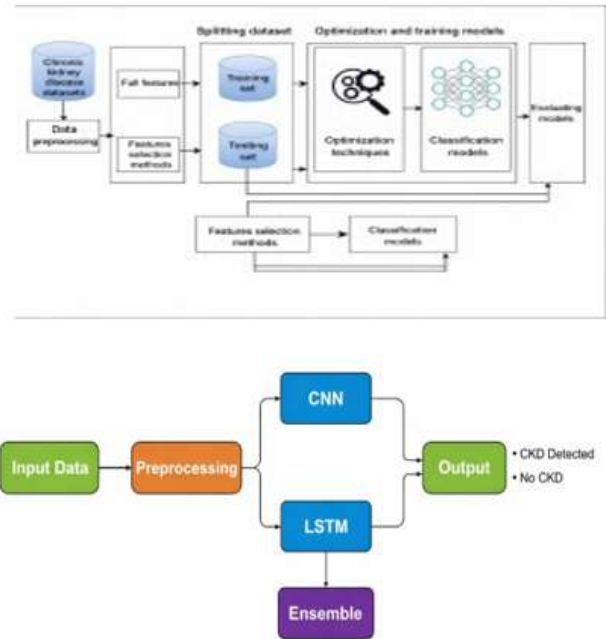 Splitting dataset
Optimization and training models
Chronic
kidney
disease
datasets
Data
preprocessing
Full features
Features
selection
methods
Training
set
Testing
set
Optimization
techniques
Classification
models
Evaluating
models
Features selection
methods
Classification
models
Input Data
Preprocessing
CNN
LSTM
Ensemble
Output
• CKD Detected
• No CKD